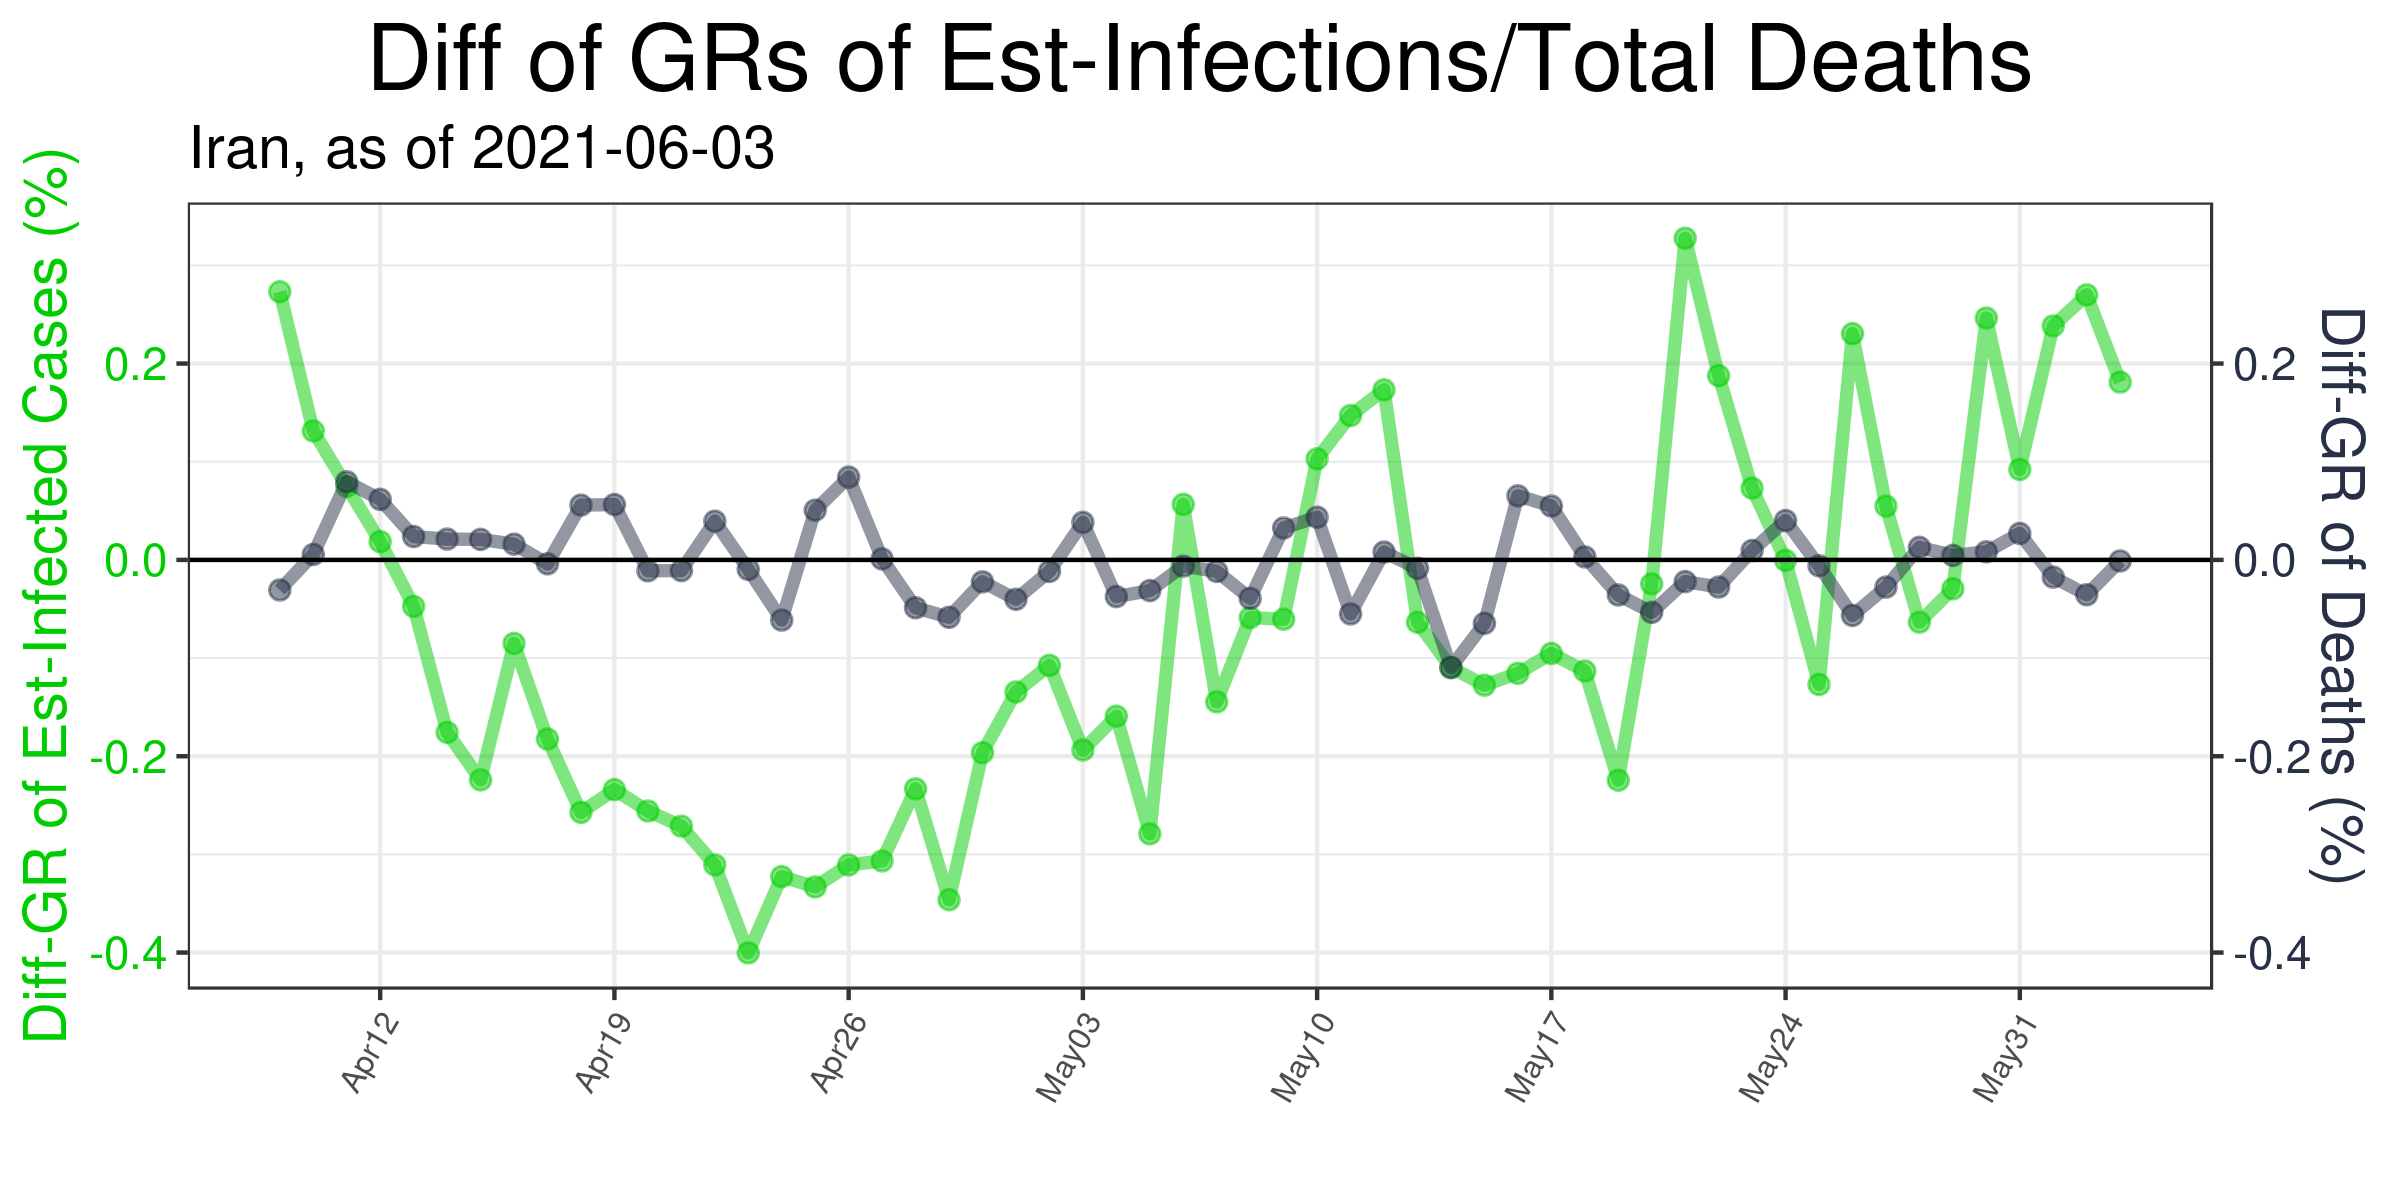 Diff of GRs of Est-Infections/Total Deaths
Iran, as of 2021-06-03
Diff-GR of Est-Infected Cases (%)
0.2
0.0
-0.2
-0.4
0.2
0.0
-0.2
-0.4
Diff-GR of Deaths (%)
Apr12
Apr19
Apr26
May03
May10
May17
May24
May31